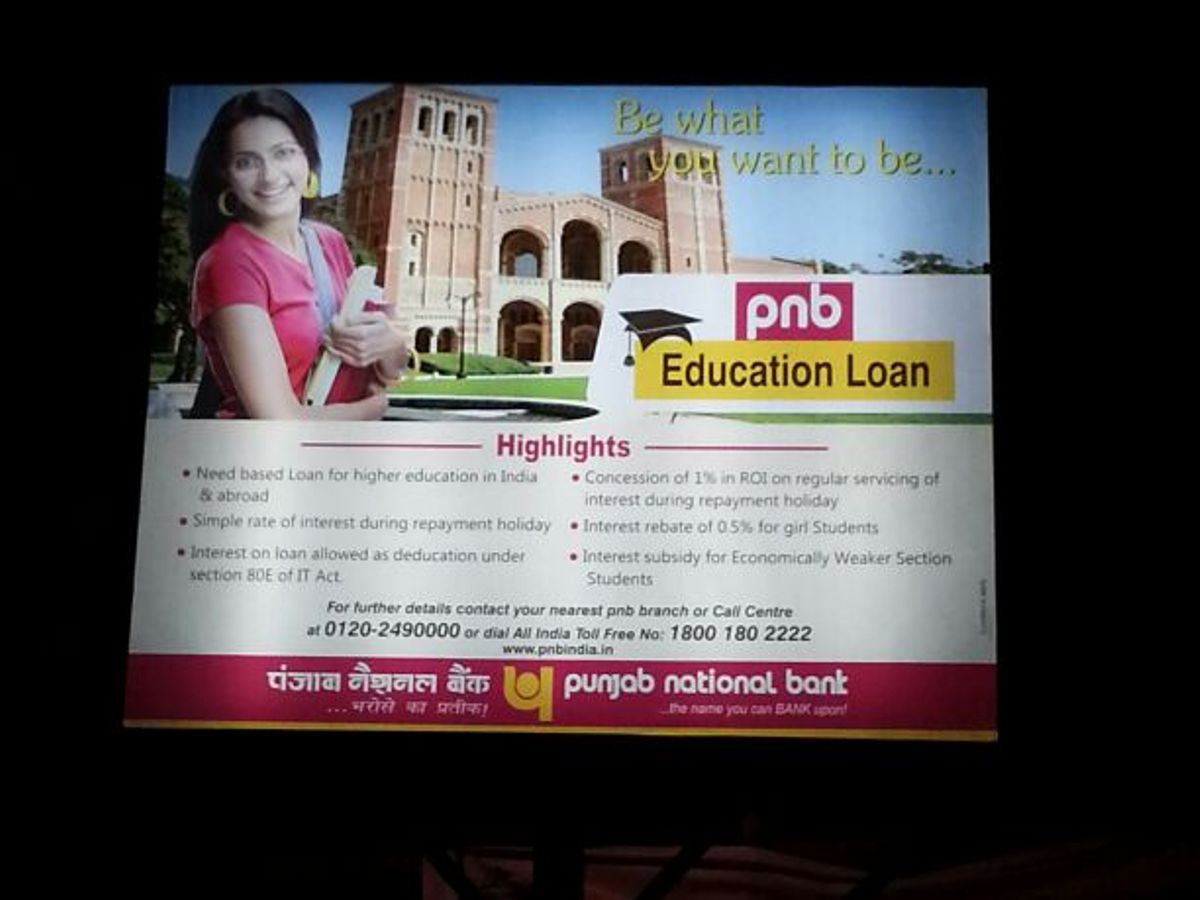 Be what
you want to be...
pnb
Education Loan
Highlights
• Need based Loan for higher education in India
& abroad
• Simple rate of interest during repayment holiday
• Interest on loan allowed as deducation under
section 80E of IT Act.
• Concession of 1% in ROI on regular servicing of
interest during repayment holiday
• Interest rebate of 0.5% for girl Students
• Interest subsidy for Economically Weaker Section
Students
For further details contact your nearest pnb branch or Call Centre
at 0120-2490000 or dial All India Toll Free No: 1800 180 2222
www.pnbindia.in
पंजाब नैशनल बैंक
...भरोसे का प्रतीक!
punjab national bank
...the name you can BANK upon!